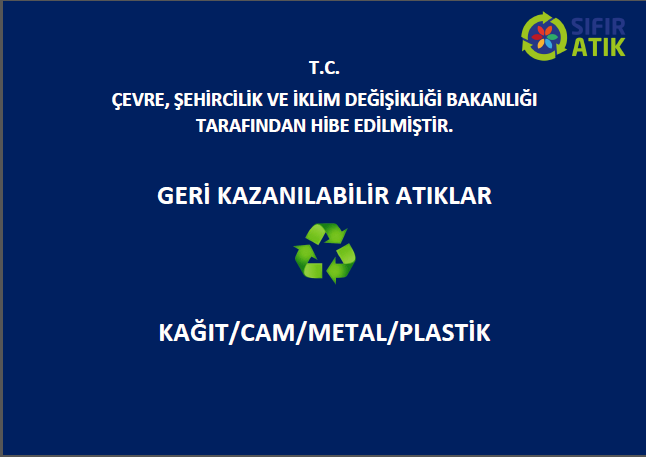 SIFIR
ATIK
T.C.
ÇEVRE, ŞEHİRCİLİK VE İKLİM DEĞİŞİKLİĞİ BAKANLIĞI
TARAFINDAN HİBE EDİLMİŞTİR.
GERİ KAZANILABİLİR ATIKLAR
KAĞIT/CAM/METAL/PLASTİK